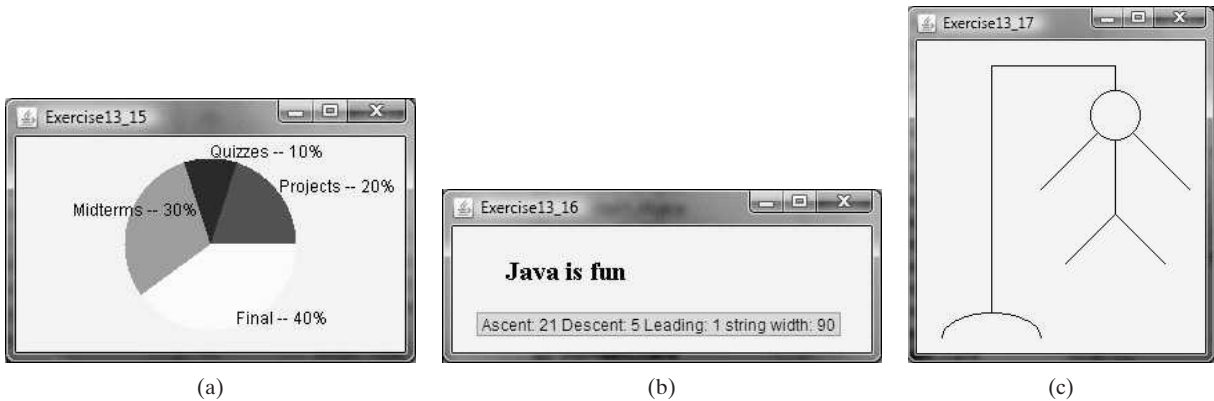 Exercise13_15
Quizzes -- 10%
Projects -- 20%
Midterms -- 30%
Final -- 40%
(a)
Exercise13_16
Java is fun
Ascent: 21 Descent: 5 Leading: 1 string width: 90
(b)
Exercise13_17
(c)